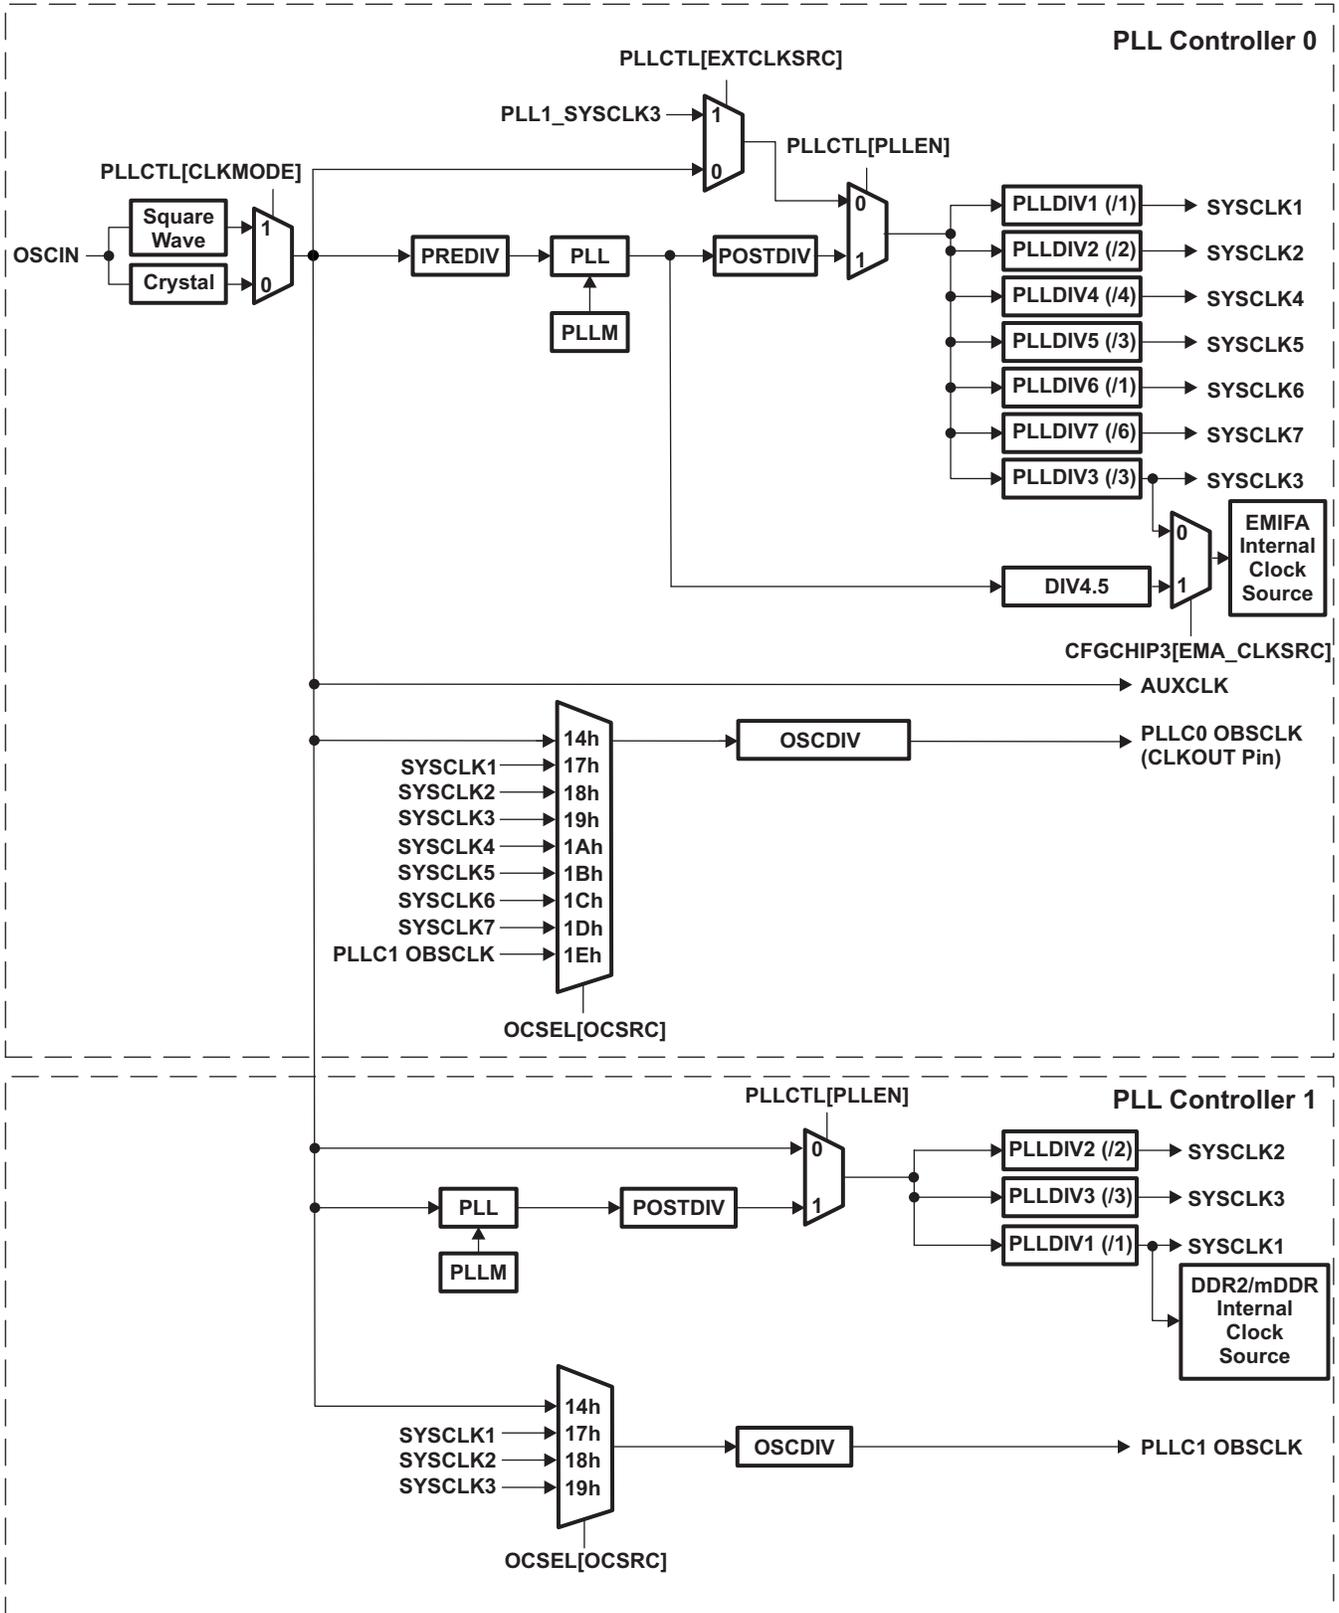 PLL Controller 0
PLLCTL[EXTCLKSRC]
PLL1_SYSCLK3
1
0
PLLCTL[PLLEN]
0
1
PLLCTL[CLKMODE]
OSCIN
Square
Wave
Crystal
1
0
PREDIV
PLL
POSTDIV
PLLM
PLLDIV1 (/1)
SYSCLK1
PLLDIV2 (/2)
SYSCLK2
PLLDIV4 (/4)
SYSCLK4
PLLDIV5 (/3)
SYSCLK5
PLLDIV6 (/1)
SYSCLK6
PLLDIV7 (/6)
SYSCLK7
PLLDIV3 (/3)
SYSCLK3
0
1
EMIFA
Internal
Clock
Source
DIV4.5
CFGCHIP3[EMA_CLKSRC]
AUXCLK
14h
OSCDIV
PLLC0 OBSCLK
(CLKOUT Pin)
SYSCLK1
17h
SYSCLK2
18h
SYSCLK3
19h
SYSCLK4
1Ah
SYSCLK5
1Bh
SYSCLK6
1Ch
SYSCLK7
1Dh
PLLC1 OBSCLK
1Eh
OCSEL[OCSRC]
PLL Controller 1
PLLCTL[PLLEN]
0
1
PLL
POSTDIV
PLLM
PLLDIV2 (/2)
SYSCLK2
PLLDIV3 (/3)
SYSCLK3
PLLDIV1 (/1)
SYSCLK1
DDR2/mDDR
Internal
Clock
Source
14h
SYSCLK1
17h
SYSCLK2
18h
SYSCLK3
19h
OSCDIV
PLLC1 OBSCLK
OCSEL[OCSRC]